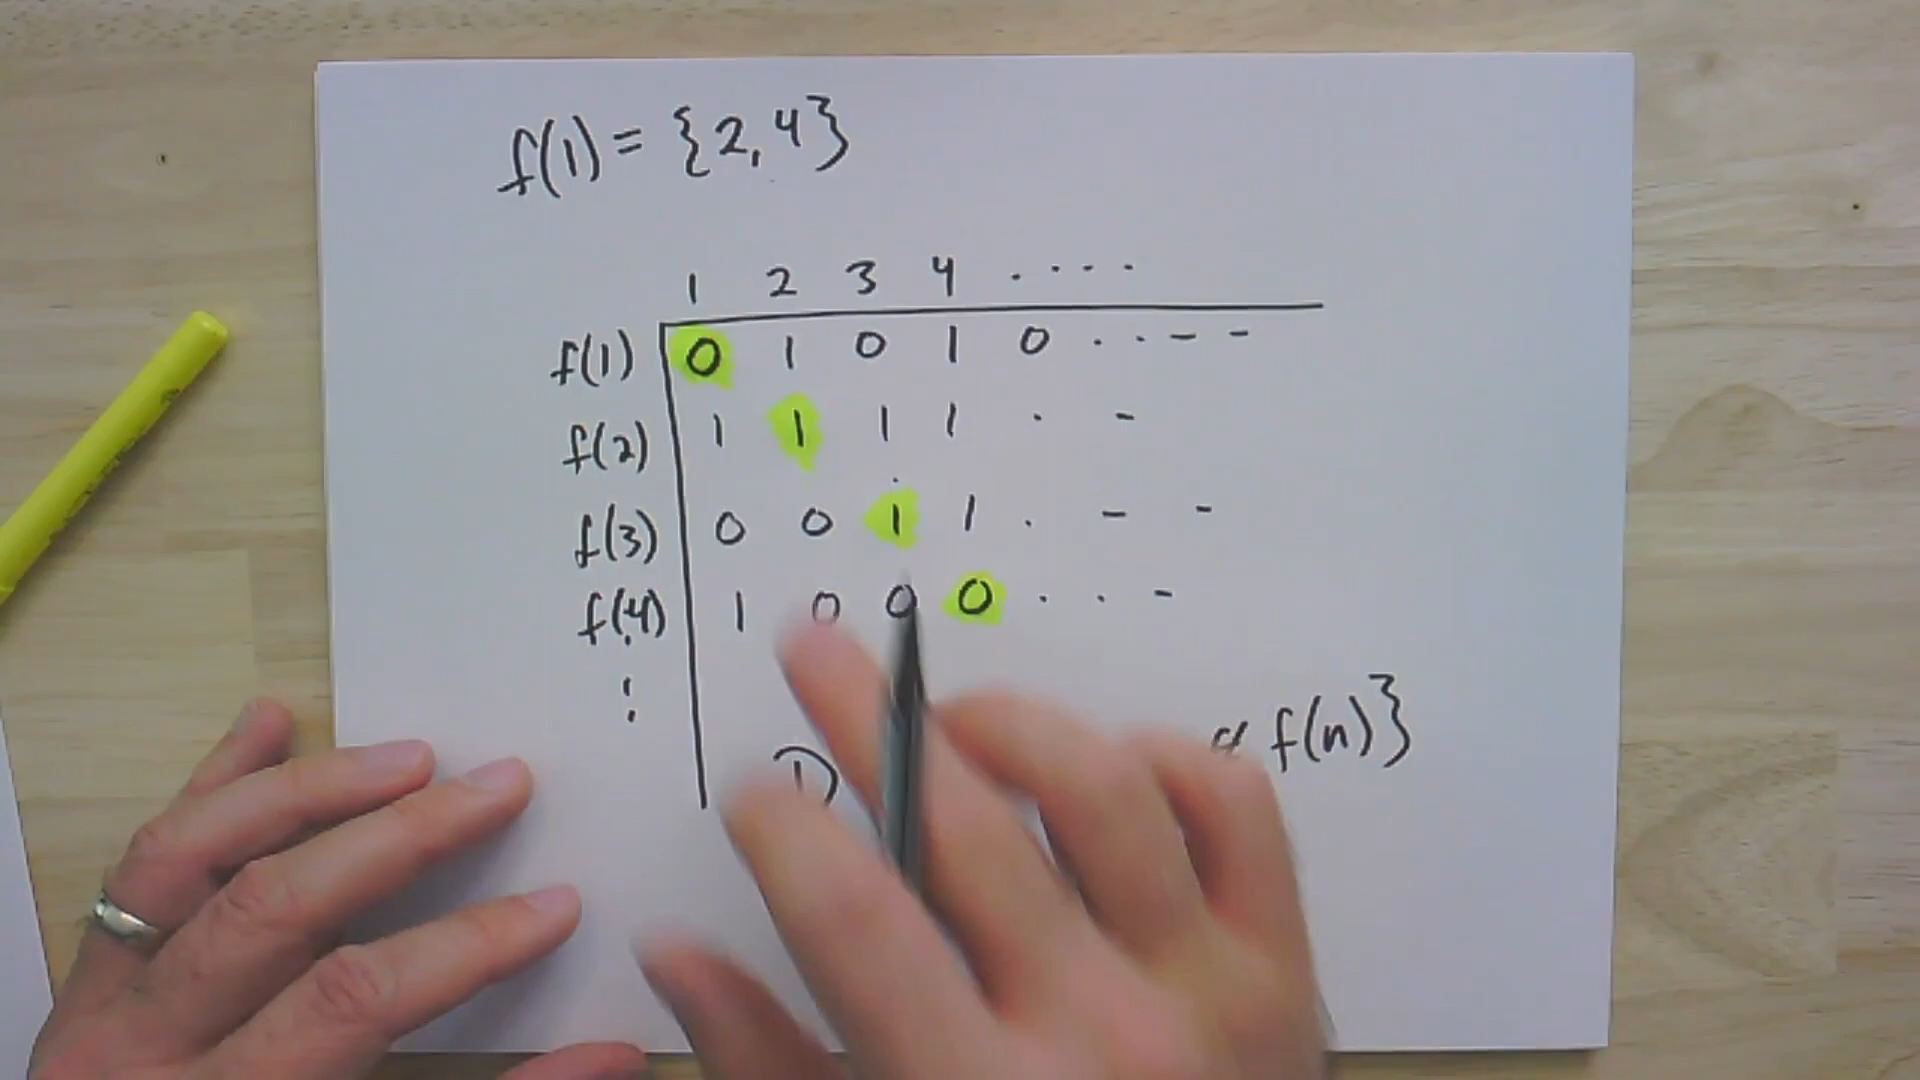 f(1) = {2, 4}
1 2 3 4 . . . .
f(1) 0 1 0 1 0 . . - -
f(2) 1 1 1 1 . -
f(3) 0 0 1 1 . - -
f(4) 1 0 0 0 . . -
⋮
D ∉ f(n)}